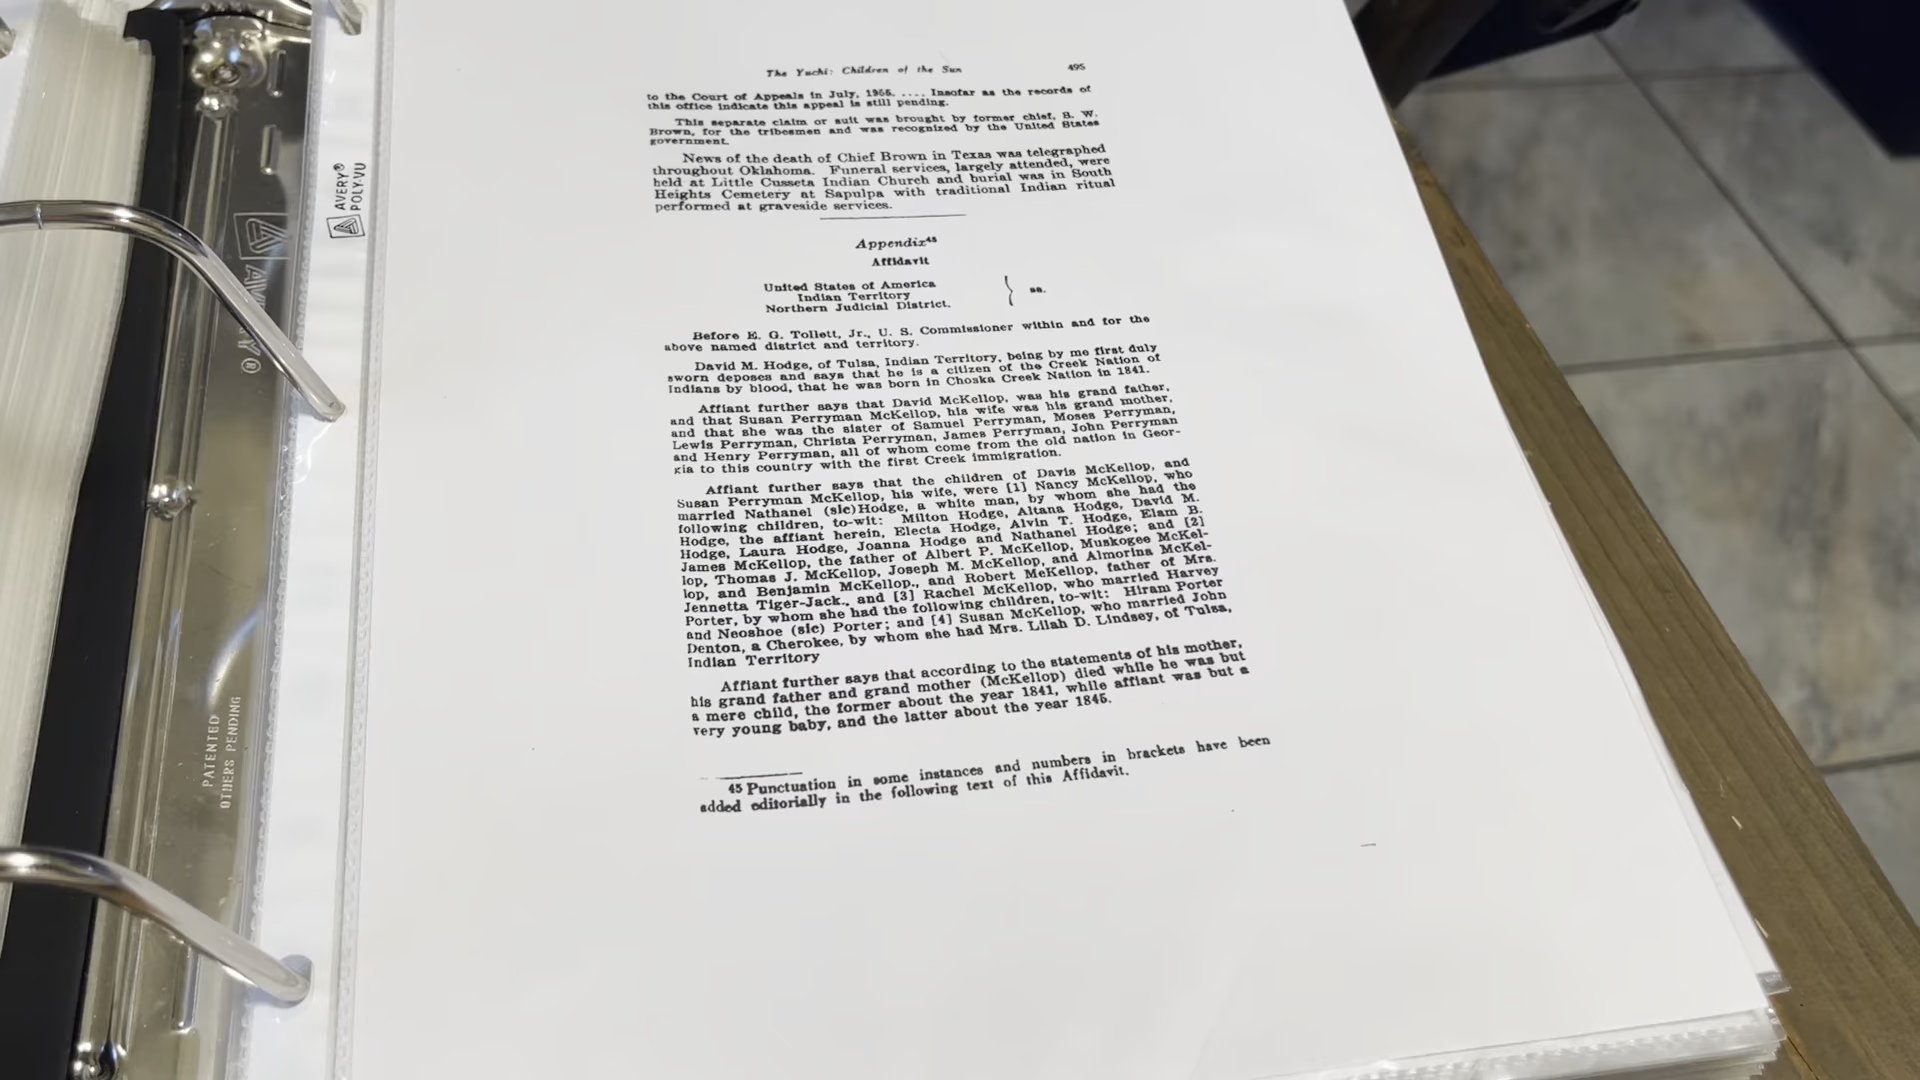 The Yuchi: Children of the Sun 495
to the Court of Appeals in July, 1955. .... Insofar as the records of
this office indicate this appeal is still pending.
This separate claim or suit was brought by former chief, S. W.
Brown, for the tribesmen and was recognized by the United States
government.
News of the death of Chief Brown in Texas was telegraphed
throughout Oklahoma. Funeral services, largely attended, were
held at Little Cusseta Indian Church and burial was in South
Heights Cemetery at Sapulpa with traditional Indian ritual
performed at graveside services.
Appendix45
Affidavit
United States of America
Indian Territory
Northern Judicial District. } ss.
Before E. G. Tollett, Jr., U. S. Commissioner within and for the
above named district and territory.
David M. Hodge, of Tulsa, Indian Territory, being by me first duly
sworn deposes and says that he is a citizen of the Creek Nation of
Indians by blood, that he was born in Choska Creek Nation in 1841.
Affiant further says that David McKellop, was his grand father,
and that Susan Perryman McKellop, his wife was his grand mother,
and that she was the sister of Samuel Perryman, Moses Perryman,
Lewis Perryman, Christa Perryman, James Perryman, John Perryman
and Henry Perryman, all of whom come from the old nation in Geor-
gia to this country with the first Creek immigration.
Affiant further says that the children of Davis McKellop, and
Susan Perryman McKellop, his wife, were [1] Nancy McKellop, who
married Nathanel (sic)Hodge, a white man, by whom she had the
following children, to-wit: Milton Hodge, Altana Hodge, David M.
Hodge, the affiant herein, Electa Hodge, Alvin T. Hodge, Elam B.
Hodge, Laura Hodge, Joanna Hodge and Nathanel Hodge; and [2]
James McKellop, the father of Albert P. McKellop, Muskogee McKel-
lop, Thomas J. McKellop, Joseph M. McKellop, and Almorina McKel-
lop, and Benjamin McKellop., and Robert McKellop, father of Mrs.
Jennetta Tiger-Jack., and [3] Rachel McKellop, who married Harvey
Porter, by whom she had the following children, to-wit: Hiram Porter
and Neoshoe (sic) Porter; and [4] Susan McKellop, who married John
Denton, a Cherokee, by whom she had Mrs. Lilah D. Lindsey, of Tulsa,
Indian Territory
Affiant further says that according to the statements of his mother,
his grand father and grand mother (McKellop) died while he was but
a mere child, the former about the year 1841, while affiant was but a
very young baby, and the latter about the year 1845.
45 Punctuation in some instances and numbers in brackets have been
added editorially in the following text of this Affidavit.
AVERY®
POLY-VU
AVERY®
PATENTED
OTHERS PENDING